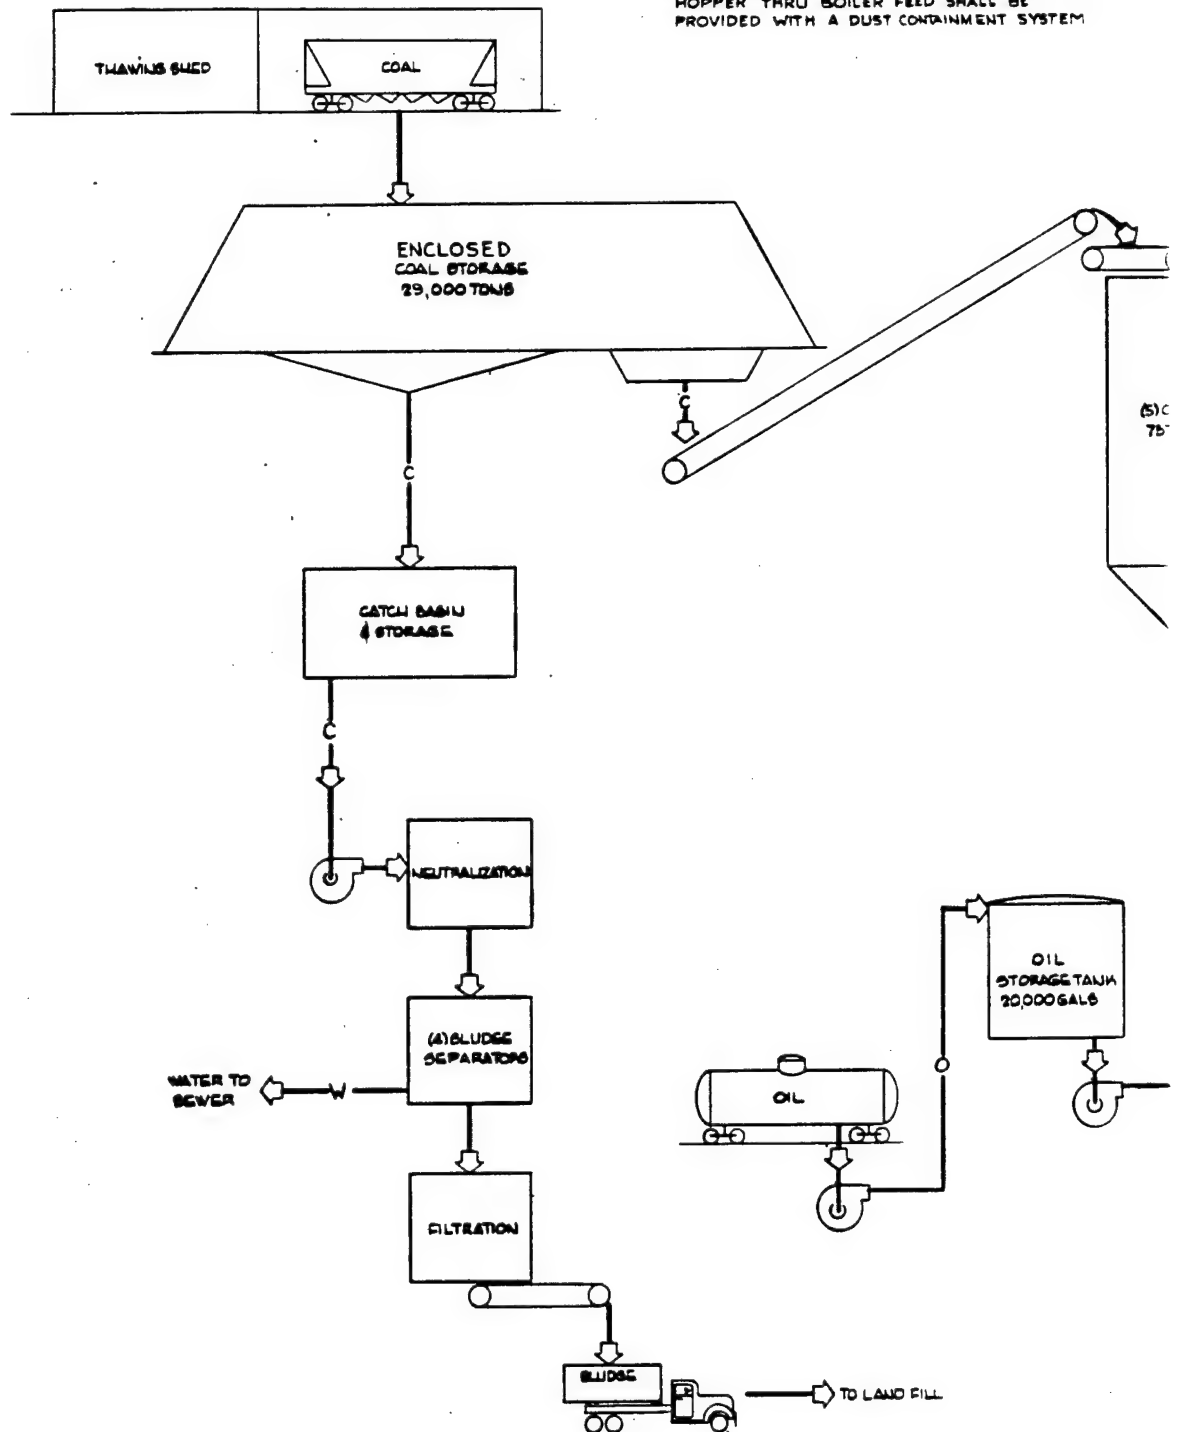 HOPPER THRU BOILER FEED SHALL BE
PROVIDED WITH A DUST CONTAINMENT SYSTEM
THAWING SHED
COAL
ENCLOSED
COAL STORAGE
29,000 TONS
C
C
(5)C
75
CATCH BASIN
& STORAGE
C
NEUTRALIZATION
OIL
STORAGE TANK
20,000 GALS
(4) SLUDGE
SEPARATORS
WATER TO
SEWER
W
O
OIL
FILTRATION
SLUDGE
TO LAND FILL